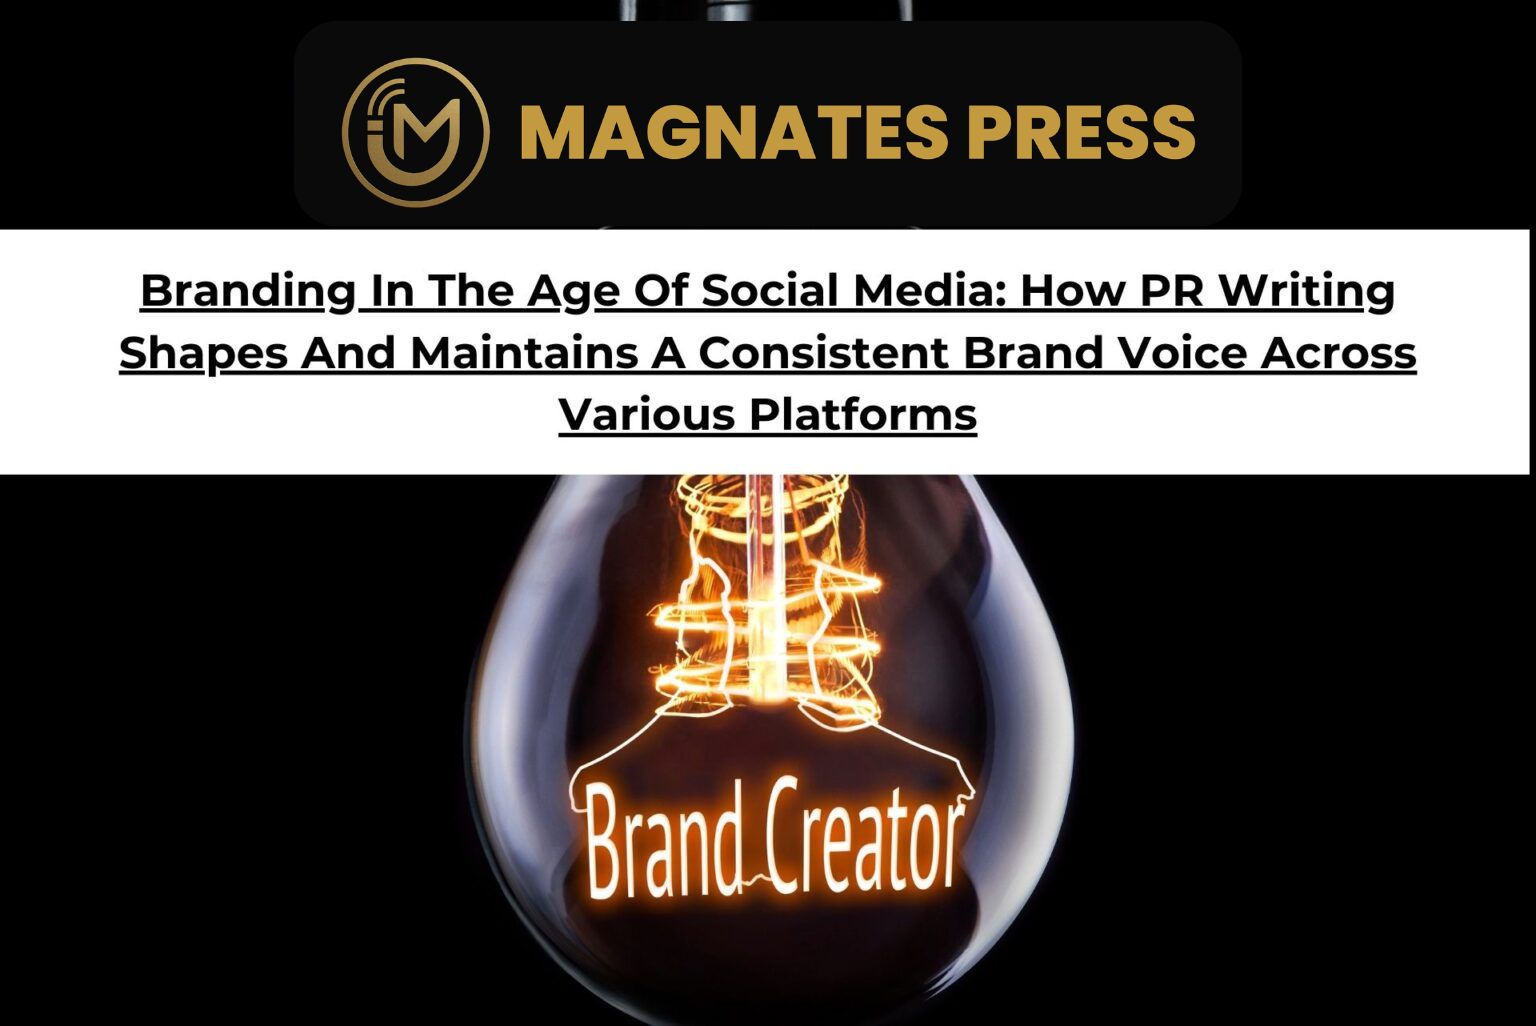 MAGNATES PRESS
Branding In The Age Of Social Media: How PR Writing
Shapes And Maintains A Consistent Brand Voice Across
Various Platforms
Brand Creator